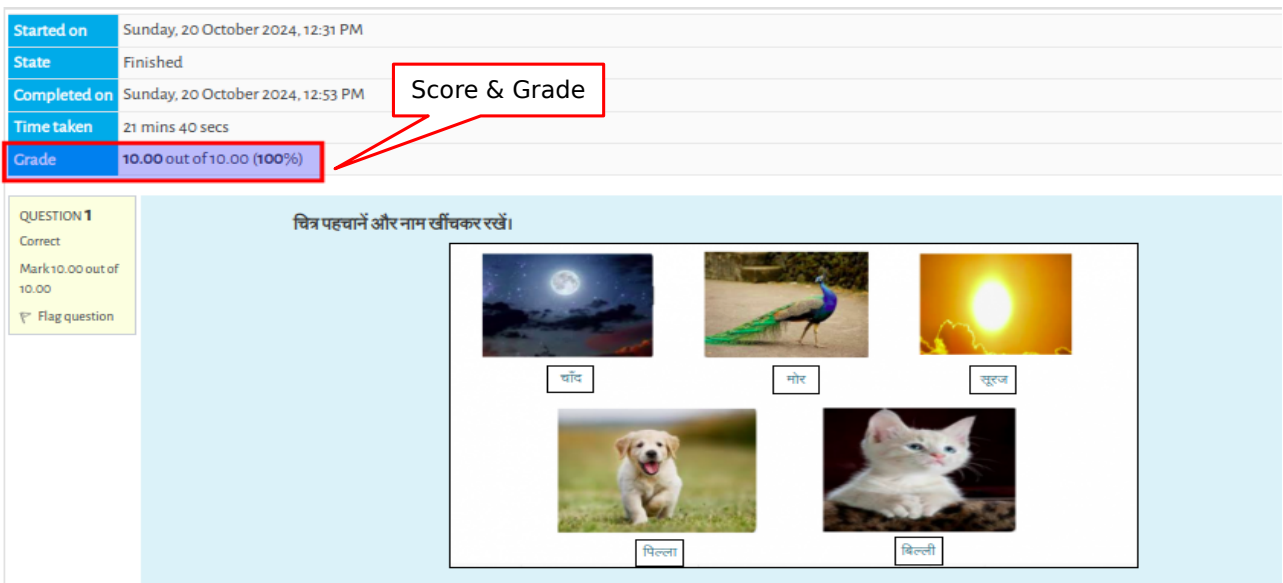 Started on Sunday, 20 October 2024, 12:31 PM
State Finished
Completed on Sunday, 20 October 2024, 12:53 PM
Time taken 21 mins 40 secs
Grade 10.00 out of 10.00 (100%)
Score & Grade
QUESTION 1
Correct
Mark 10.00 out of
10.00
Flag question
चित्र पहचानें और नाम खींचकर रखें।
चाँद मोर सूरज
पिल्ला बिल्ली